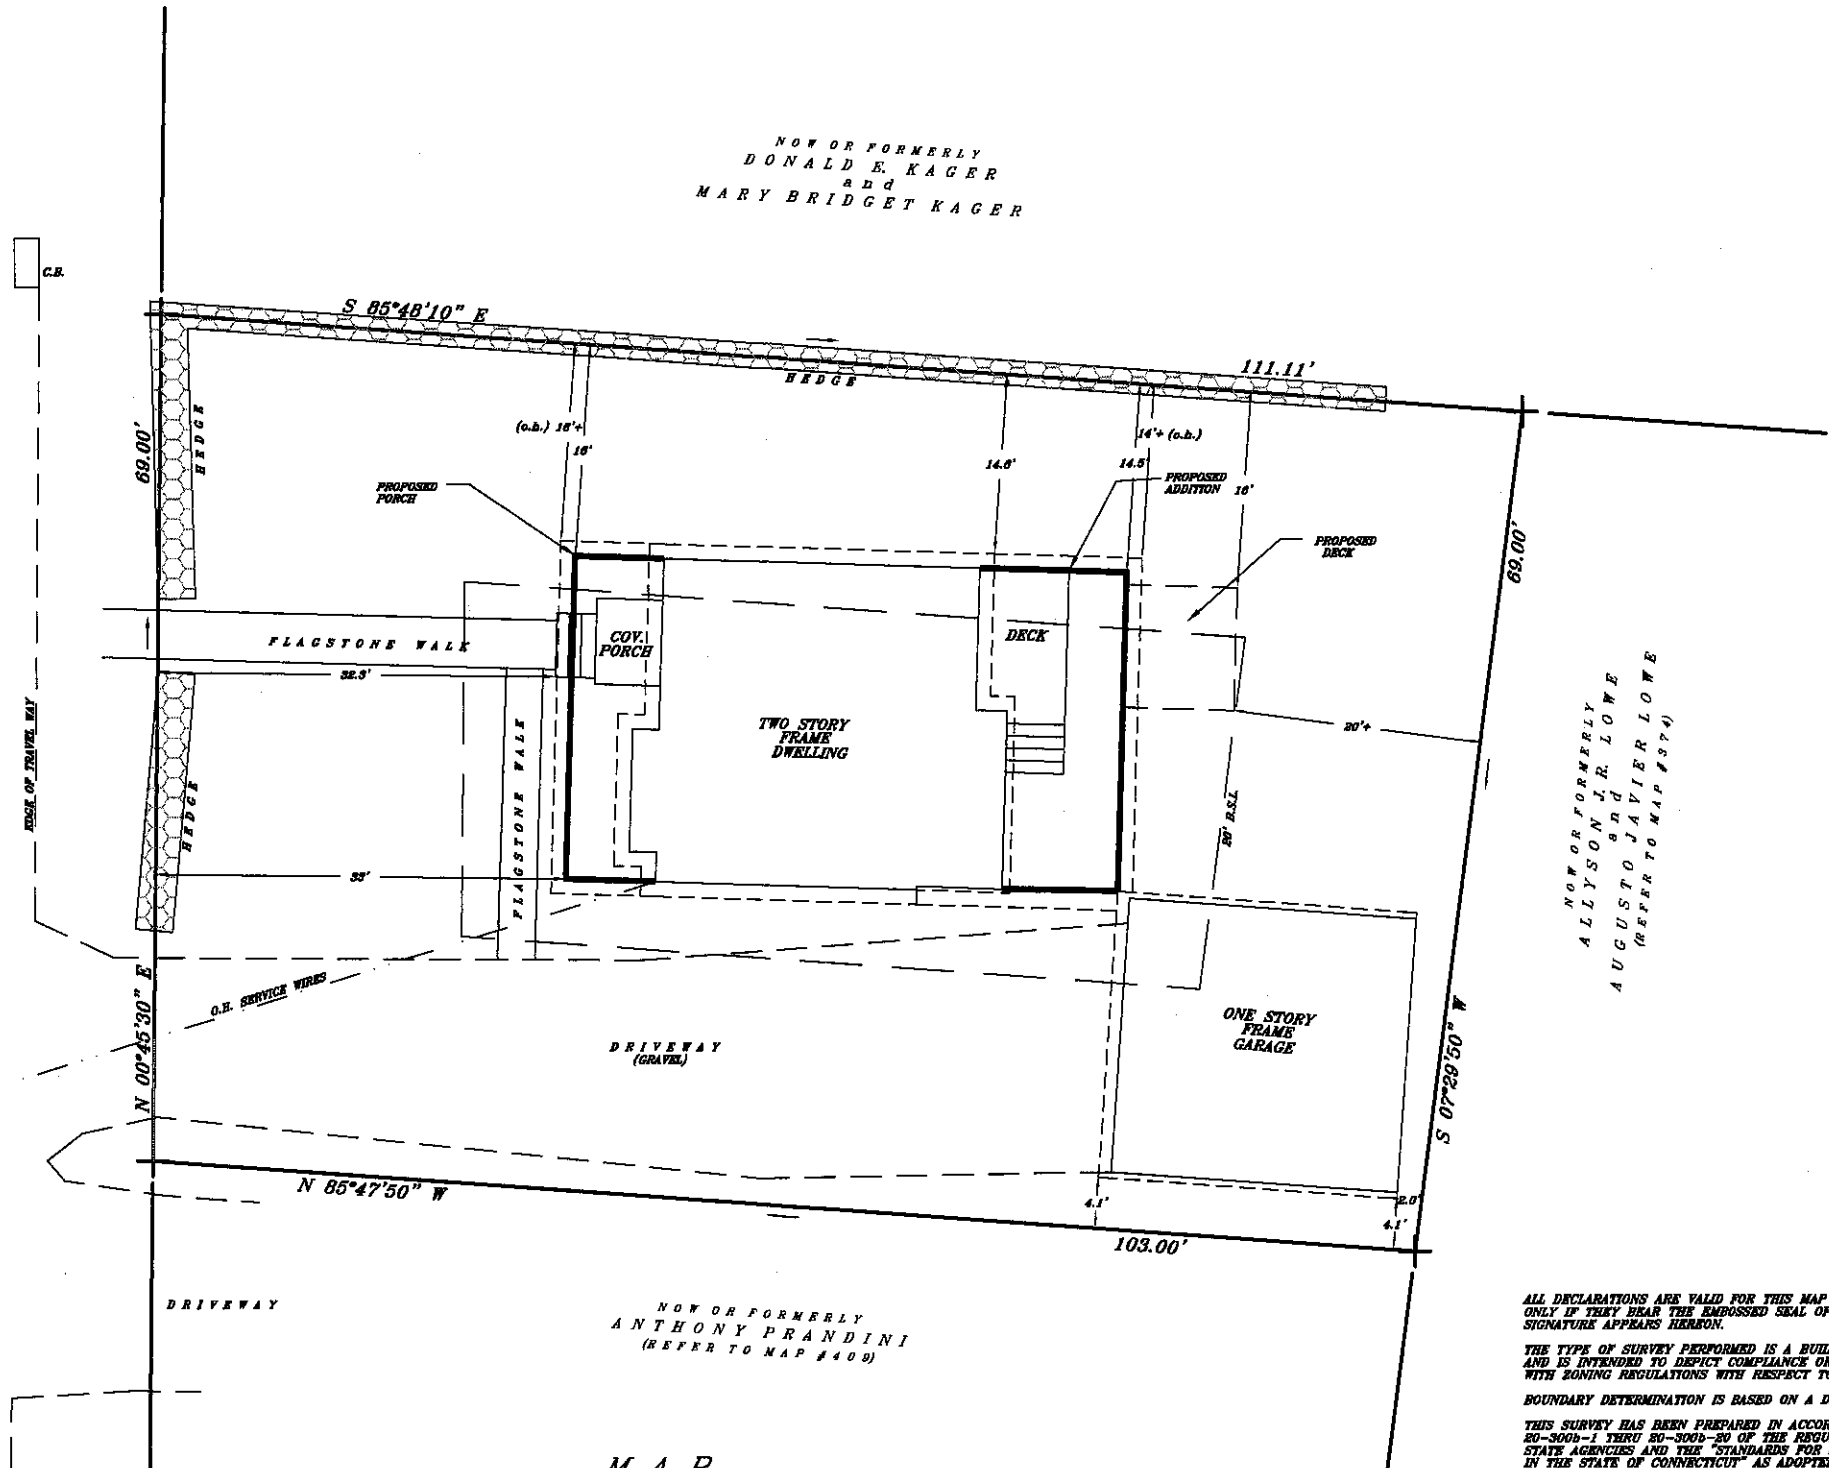 NOW OR FORMERLY
DONALD E. KAGER
and
MARY BRIDGET KAGER
C.B.
S 85°48'10" E
111.11'
HEDGE
HEDGE
69.00'
(o.h.) 16'+
16'
14.6'
14'+ (o.h.)
14.5'
PROPOSED
PORCH
PROPOSED
ADDITION
16'
PROPOSED
DECK
69.00'
FLAGSTONE WALK
32.3'
COV.
PORCH
DECK
TWO STORY
FRAME
DWELLING
FLAGSTONE WALK
20'+
20' B.S.L.
EDGE OF TRAVEL WAY
HEDGE
33'
NOW OR FORMERLY
ALLYSON J.R. LOWE
and
AUGUSTO JAVIER LOWE
(REFER TO MAP #374)
O.H. SERVICE WIRES
N 00°45'30" E
DRIVEWAY
(GRAVEL)
ONE STORY
FRAME
GARAGE
S 07°29'50" W
N 85°47'50" W
4.1'
2.0'
4.1'
103.00'
DRIVEWAY
NOW OR FORMERLY
ANTHONY PRANDINI
(REFER TO MAP #409)
ALL DECLARATIONS ARE VALID FOR THIS MAP
ONLY IF THEY BEAR THE EMBOSSED SEAL OF
SIGNATURE APPEARS HEREON.
THE TYPE OF SURVEY PERFORMED IS A BUIL
AND IS INTENDED TO DEPICT COMPLIANCE OR
WITH ZONING REGULATIONS WITH RESPECT TO
BOUNDARY DETERMINATION IS BASED ON A D
THIS SURVEY HAS BEEN PREPARED IN ACCOR
20-300b-1 THRU 20-300b-20 OF THE REGU
STATE AGENCIES AND THE "STANDARDS FOR
IN THE STATE OF CONNECTICUT" AS ADOPTE
MAP